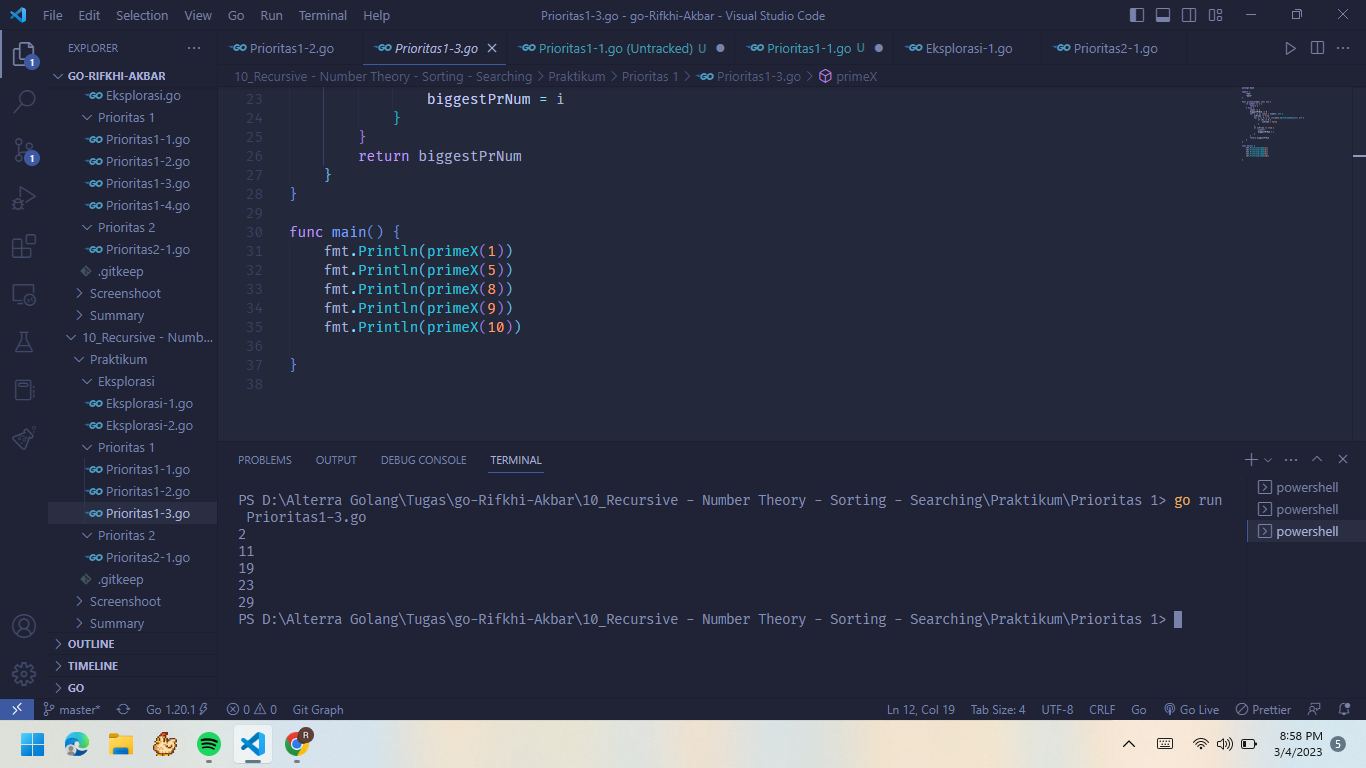 File Edit Selection View Go Run Terminal Help Prioritas1-3.go - go-Rifkhi-Akbar - Visual Studio Code
EXPLORER
GO-RIFKHI-AKBAR
Eksplorasi.go
Prioritas 1
Prioritas1-1.go
Prioritas1-2.go
Prioritas1-3.go
Prioritas1-4.go
Prioritas 2
Prioritas2-1.go
.gitkeep
Screenshoot
Summary
10_Recursive - Numb...
Praktikum
Eksplorasi
Eksplorasi-1.go
Eksplorasi-2.go
Prioritas 1
Prioritas1-1.go
Prioritas1-2.go
Prioritas1-3.go
Prioritas 2
Prioritas2-1.go
.gitkeep
Screenshoot
Summary
OUTLINE
TIMELINE
GO
Prioritas1-2.go Prioritas1-3.go Prioritas1-1.go (Untracked) U Prioritas1-1.go U Eksplorasi-1.go Prioritas2-1.go
10_Recursive - Number Theory - Sorting - Searching > Praktikum > Prioritas 1 > Prioritas1-3.go > primeX
23 biggestPrNum = i
24 }
25 }
26 return biggestPrNum
27 }
28 }
29
30 func main() {
31 fmt.Println(primeX(1))
32 fmt.Println(primeX(5))
33 fmt.Println(primeX(8))
34 fmt.Println(primeX(9))
35 fmt.Println(primeX(10))
36
37 }
38
PROBLEMS OUTPUT DEBUG CONSOLE TERMINAL
PS D:\Alterra Golang\Tugas\go-Rifkhi-Akbar\10_Recursive - Number Theory - Sorting - Searching\Praktikum\Prioritas 1> go run
Prioritas1-3.go
2
11
19
23
29
PS D:\Alterra Golang\Tugas\go-Rifkhi-Akbar\10_Recursive - Number Theory - Sorting - Searching\Praktikum\Prioritas 1>
powershell
powershell
powershell
1
1
master* Go 1.20.1 0 0 Git Graph Ln 12, Col 19 Tab Size: 4 UTF-8 CRLF Go Go Live Prettier
R
8:58 PM
3/4/2023
5